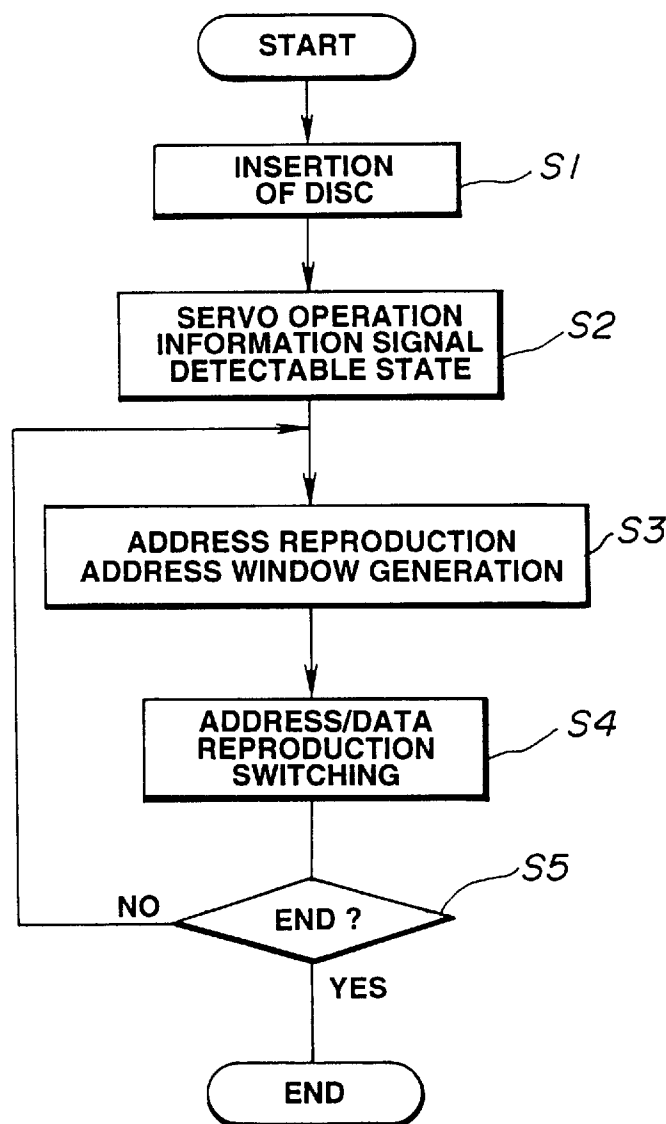 START
INSERTION
OF DISC
S1
SERVO OPERATION
INFORMATION SIGNAL
DETECTABLE STATE
S2
ADDRESS REPRODUCTION
ADDRESS WINDOW GENERATION
S3
ADDRESS/DATA
REPRODUCTION
SWITCHING
S4
END ?
S5
NO
YES
END